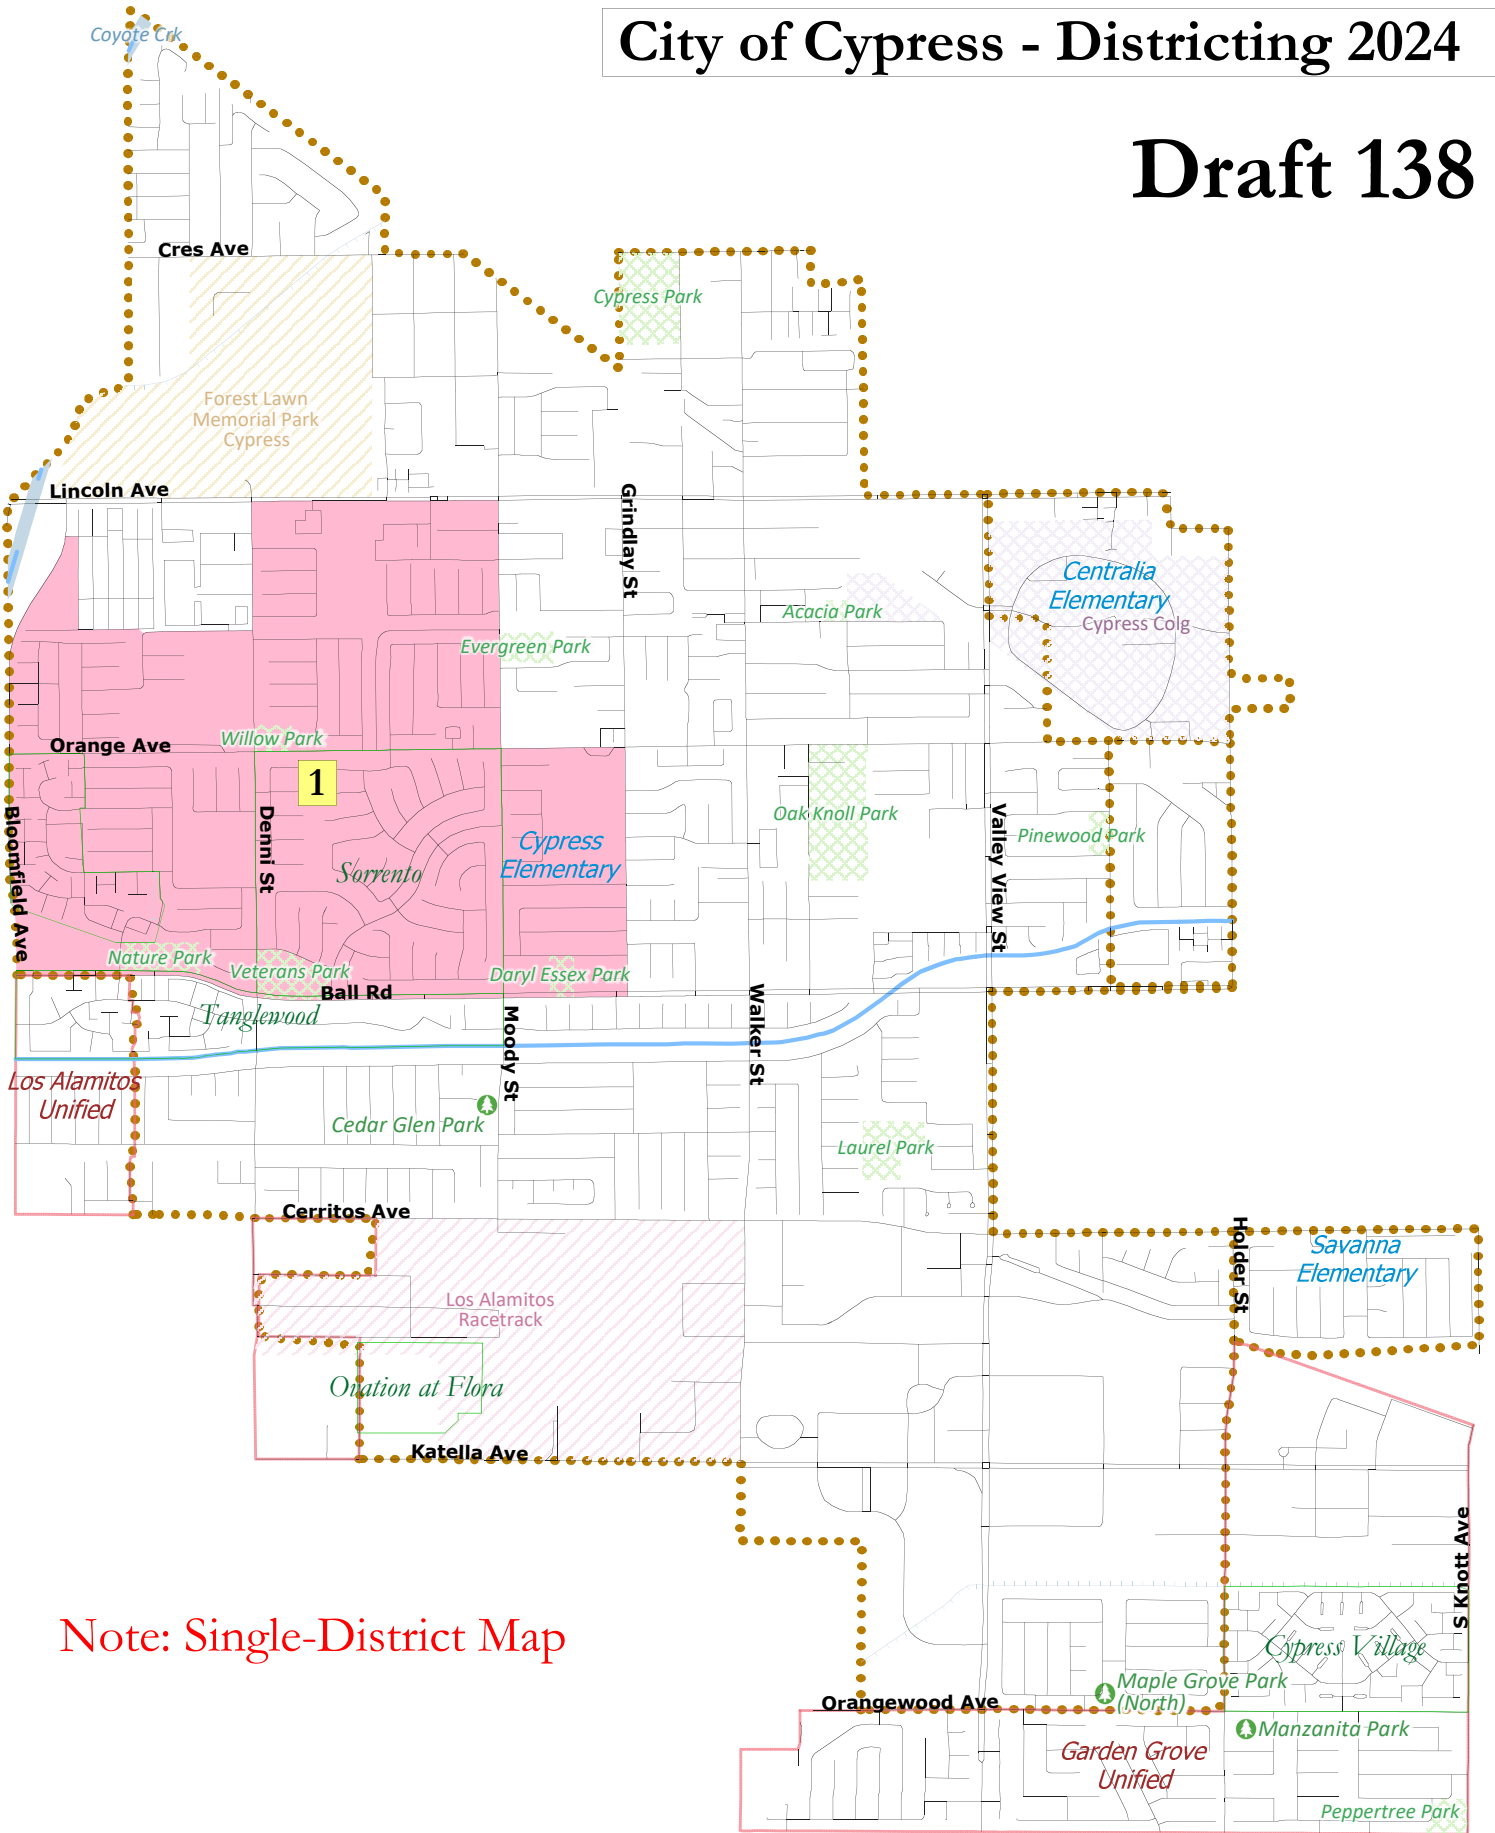 Coyote Crk
City of Cypress - Districting 2024
Draft 138
Cres Ave
Cypress Park
Forest Lawn
Memorial Park
Cypress
Lincoln Ave
Grindlay St
Centralia
Elementary
Acacia Park
Cypress Colg
Evergreen Park
Willow Park
Orange Ave
1
Bloomfield Ave
Denni St
Cypress
Elementary
Oak Knoll Park
Valley View St
Pinewood Park
Sorrento
Nature Park
Veterans Park
Daryl Essex Park
Ball Rd
Tanglewood
Moody St
Walker St
Los Alamitos
Unified
Cedar Glen Park
Laurel Park
Cerritos Ave
Holder St
Savanna
Elementary
Los Alamitos
Racetrack
Ovation at Flora
Katella Ave
S Knott Ave
Note: Single-District Map
Cypress Village
Maple Grove Park
(North)
Orangewood Ave
Manzanita Park
Garden Grove
Unified
Peppertree Park